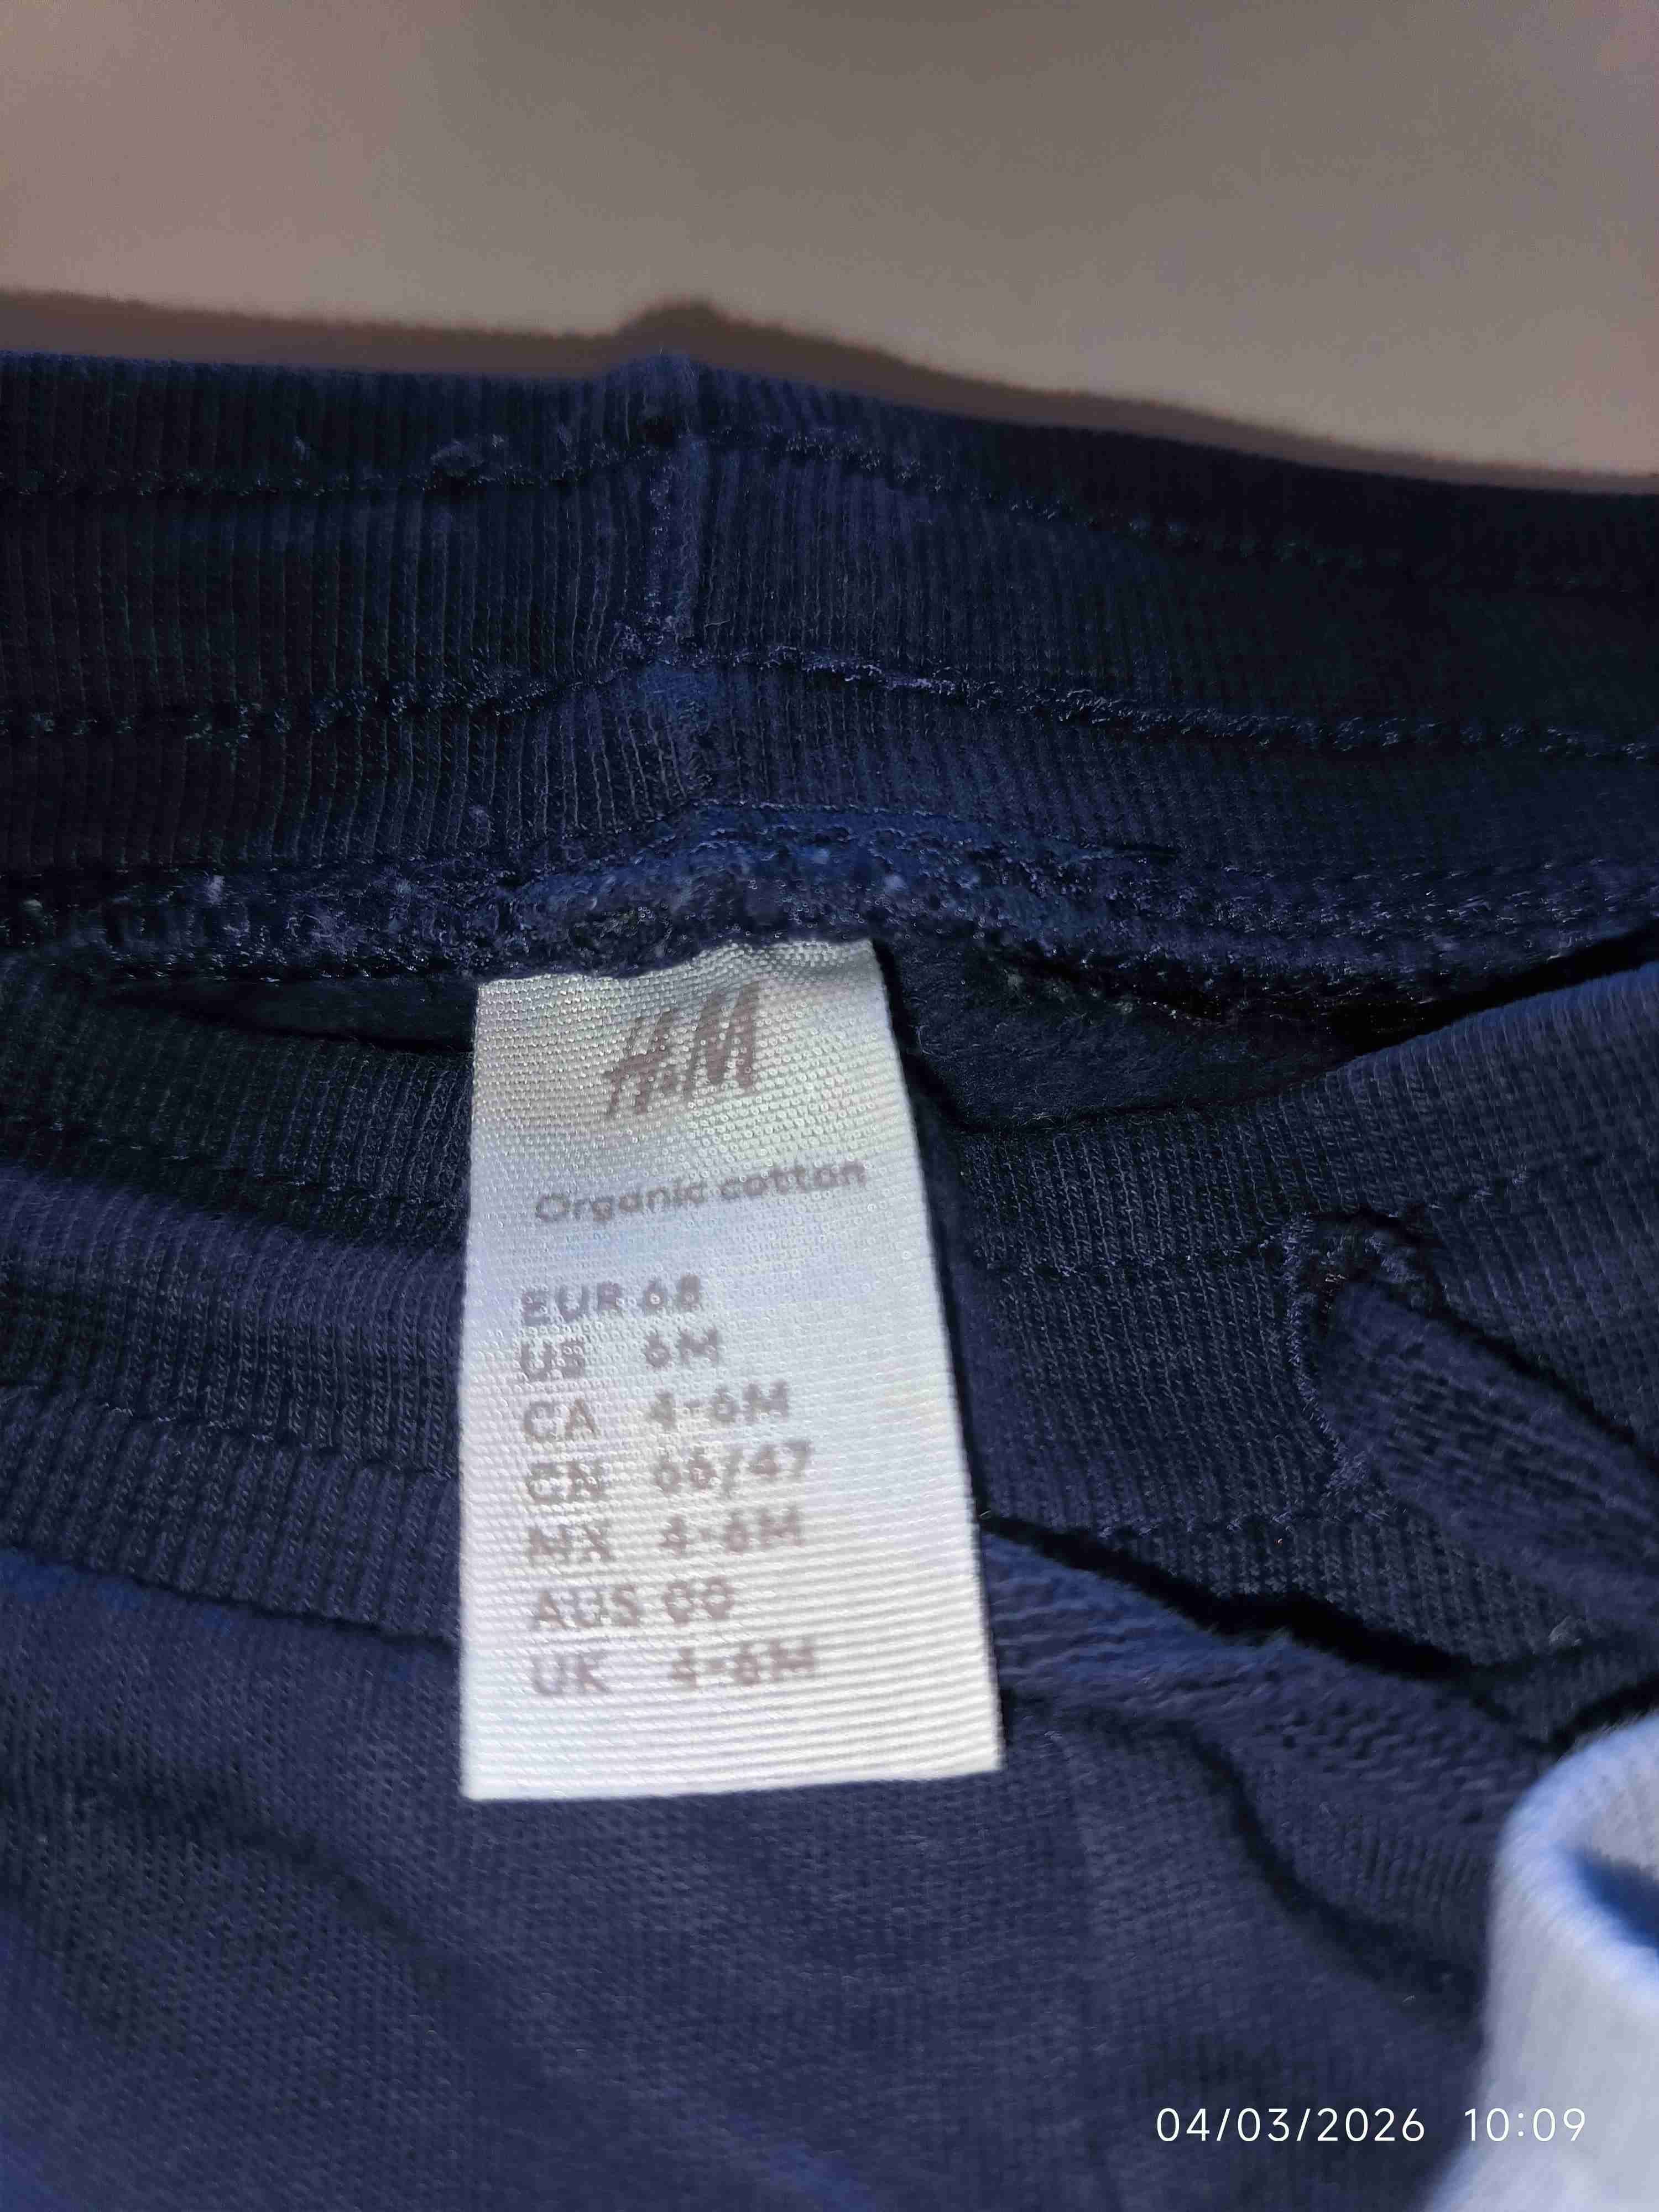 H&M
Organic cotton
EUR 68
US 6M
CA 4-6M
CN 66/47
MX 4-6M
AUS 00
UK 4-6M
04/03/2026 10:09